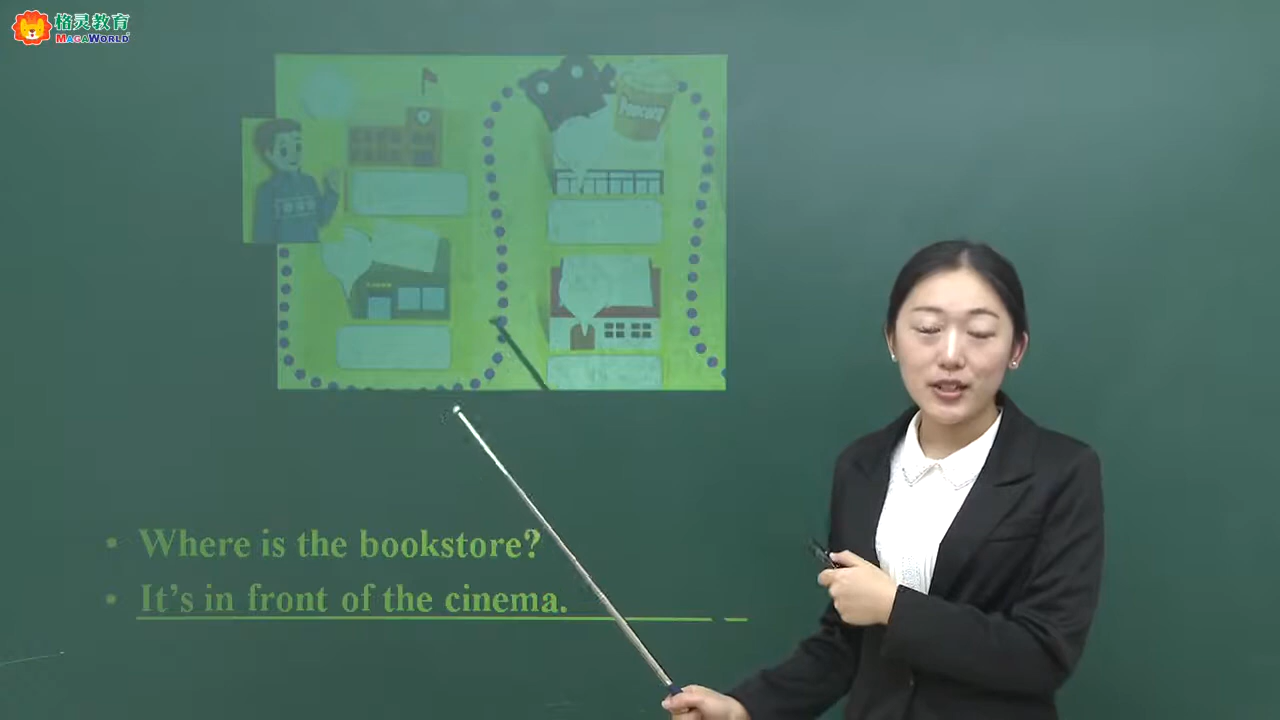 格灵教育
MAGAWORLD
• Where is the bookstore?
• It's in front of the cinema.